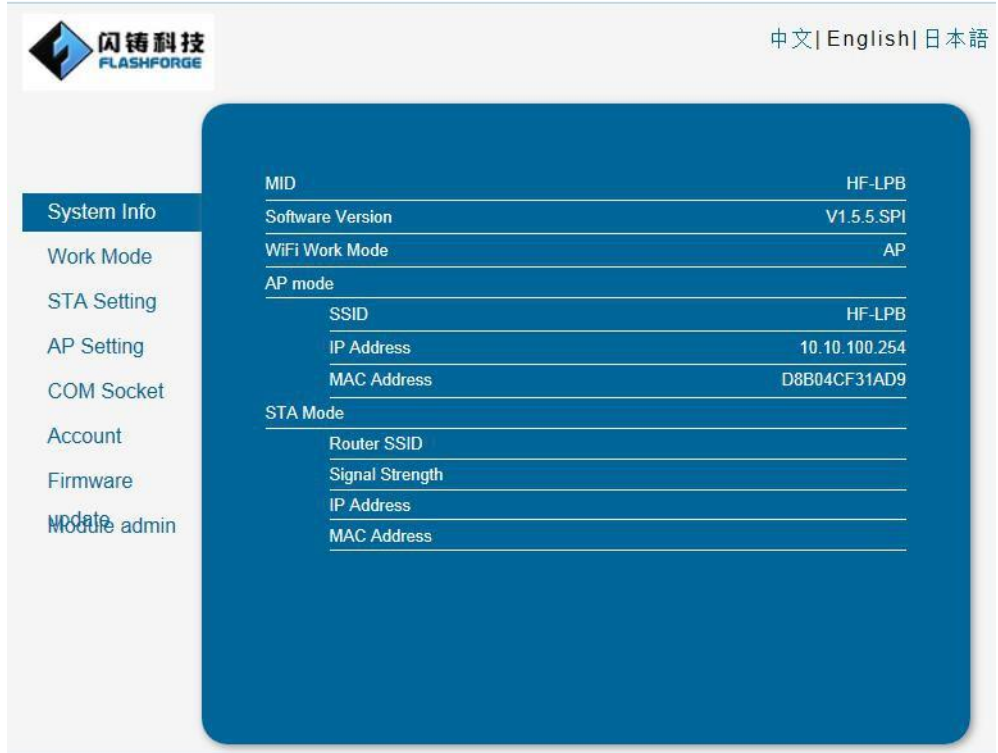 闪铸科技
FLASHFORGE
中文| English| 日本語
System Info
Work Mode
STA Setting
AP Setting
COM Socket
Account
Firmware
update
Module admin
MID HF-LPB
Software Version V1.5.5.SPI
WiFi Work Mode AP
AP mode
SSID HF-LPB
IP Address 10.10.100.254
MAC Address D8B04CF31AD9
STA Mode
Router SSID
Signal Strength
IP Address
MAC Address